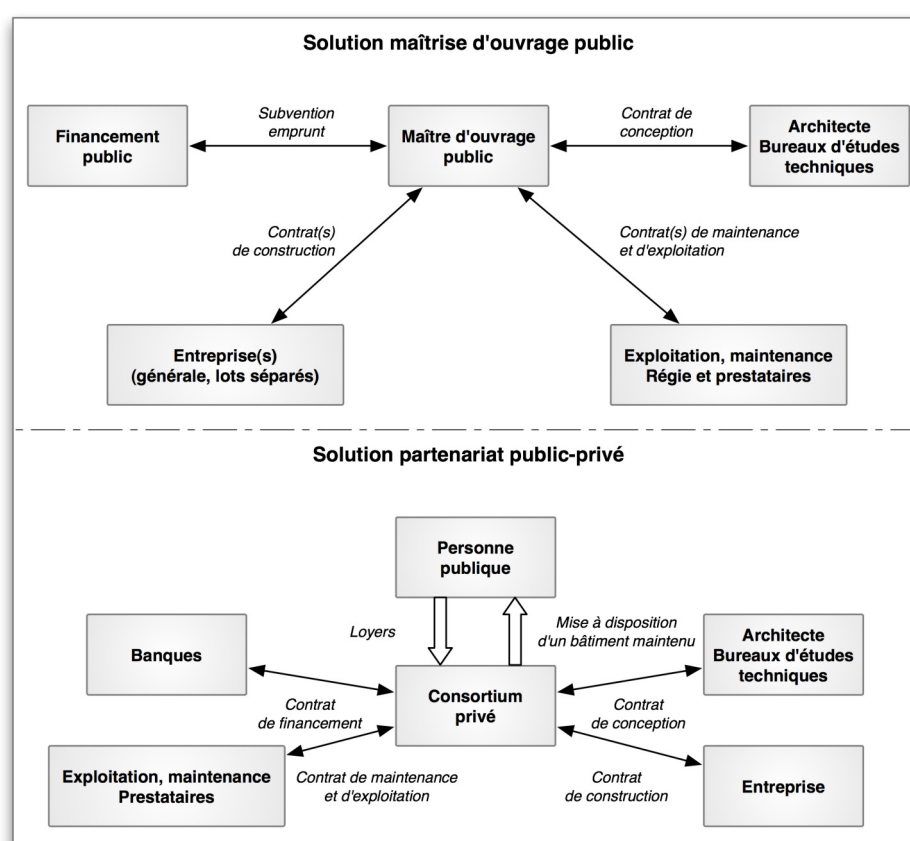 Solution maîtrise d'ouvrage public
Financement
public
Subvention
emprunt
Maître d'ouvrage
public
Contrat de
conception
Architecte
Bureaux d'études
techniques
Contrat(s)
de construction
Contrat(s) de maintenance
et d'exploitation
Entreprise(s)
(générale, lots séparés)
Exploitation, maintenance
Régie et prestataires
Solution partenariat public-privé
Personne
publique
Loyers
Mise à disposition
d'un bâtiment maintenu
Banques
Consortium
privé
Architecte
Bureaux d'études
techniques
Contrat
de financement
Contrat
de conception
Exploitation, maintenance
Prestataires
Contrat de maintenance
et d'exploitation
Contrat
de construction
Entreprise